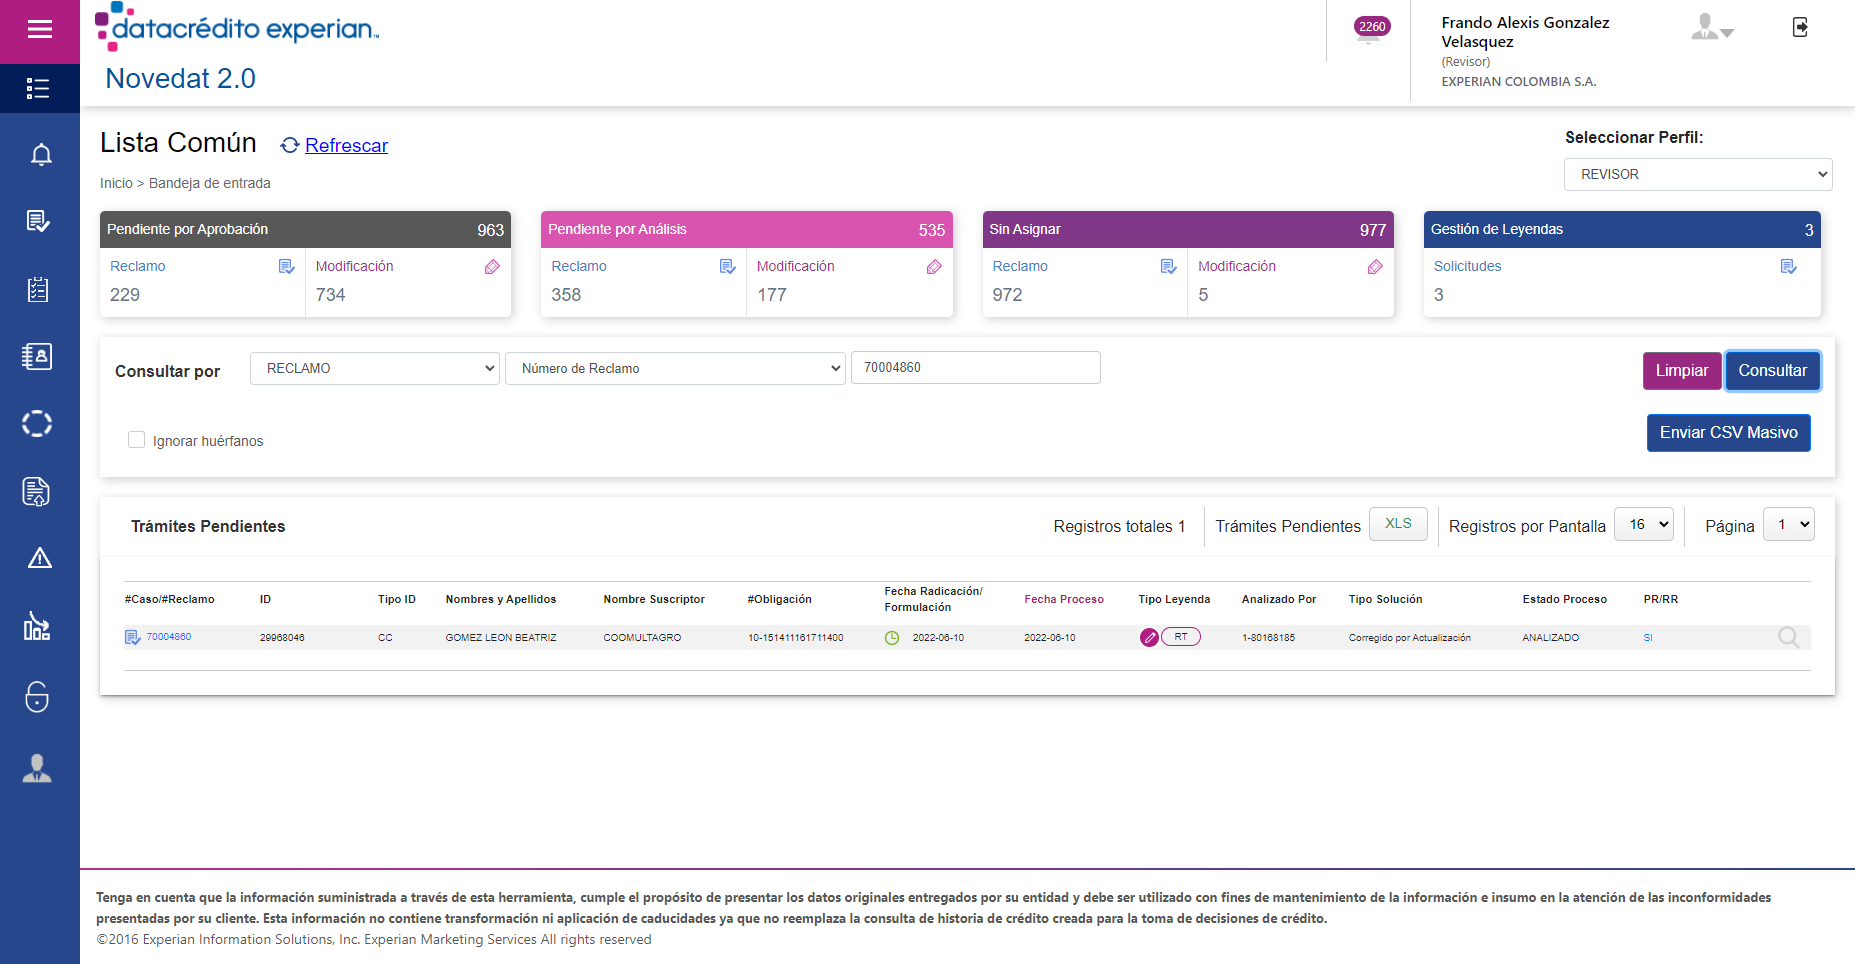 datacrédito experian™
Novedat 2.0
2260
Frando Alexis Gonzalez
Velasquez
(Revisor)
EXPERIAN COLOMBIA S.A.
Lista Común
Refrescar
Inicio > Bandeja de entrada
Seleccionar Perfil:
REVISOR
Pendiente por Aprobación 963
Reclamo
229
Modificación
734
Pendiente por Análisis 535
Reclamo
358
Modificación
177
Sin Asignar 977
Reclamo
972
Modificación
5
Gestión de Leyendas 3
Solicitudes
3
Consultar por RECLAMO Número de Reclamo 70004860 Limpiar Consultar
Ignorar huérfanos Enviar CSV Masivo
Trámites Pendientes Registros totales 1 Trámites Pendientes XLS Registros por Pantalla 16 Página 1
#Caso/#Reclamo ID Tipo ID Nombres y Apellidos Nombre Suscriptor #Obligación Fecha Radicación/
Formulación Fecha Proceso Tipo Leyenda Analizado Por Tipo Solución Estado Proceso PR/RR
70004860 29968046 CC GOMEZ LEON BEATRIZ COOMULTAGRO 10-151411161711400 2022-06-10 2022-06-10 RT 1-80168185 Corregido por Actualización ANALIZADO SI
Tenga en cuenta que la información suministrada a través de esta herramienta, cumple el propósito de presentar los datos originales entregados por su entidad y debe ser utilizado con fines de mantenimiento de la información e insumo en la atención de las inconformidades
presentadas por su cliente. Esta información no contiene transformación ni aplicación de caducidades ya que no reemplaza la consulta de historia de crédito creada para la toma de decisiones de crédito.
©2016 Experian Information Solutions, Inc. Experian Marketing Services All rights reserved